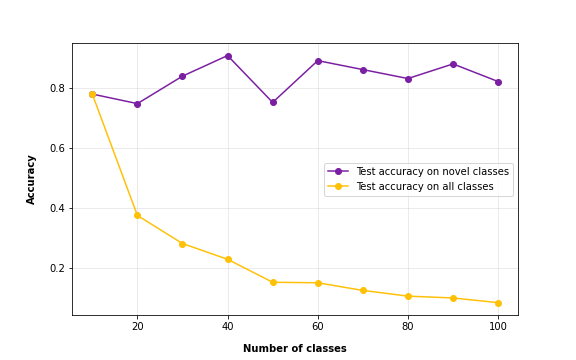 0.8
0.6
0.4
0.2
Accuracy
Test accuracy on novel classes
Test accuracy on all classes
20 40 60 80 100
Number of classes